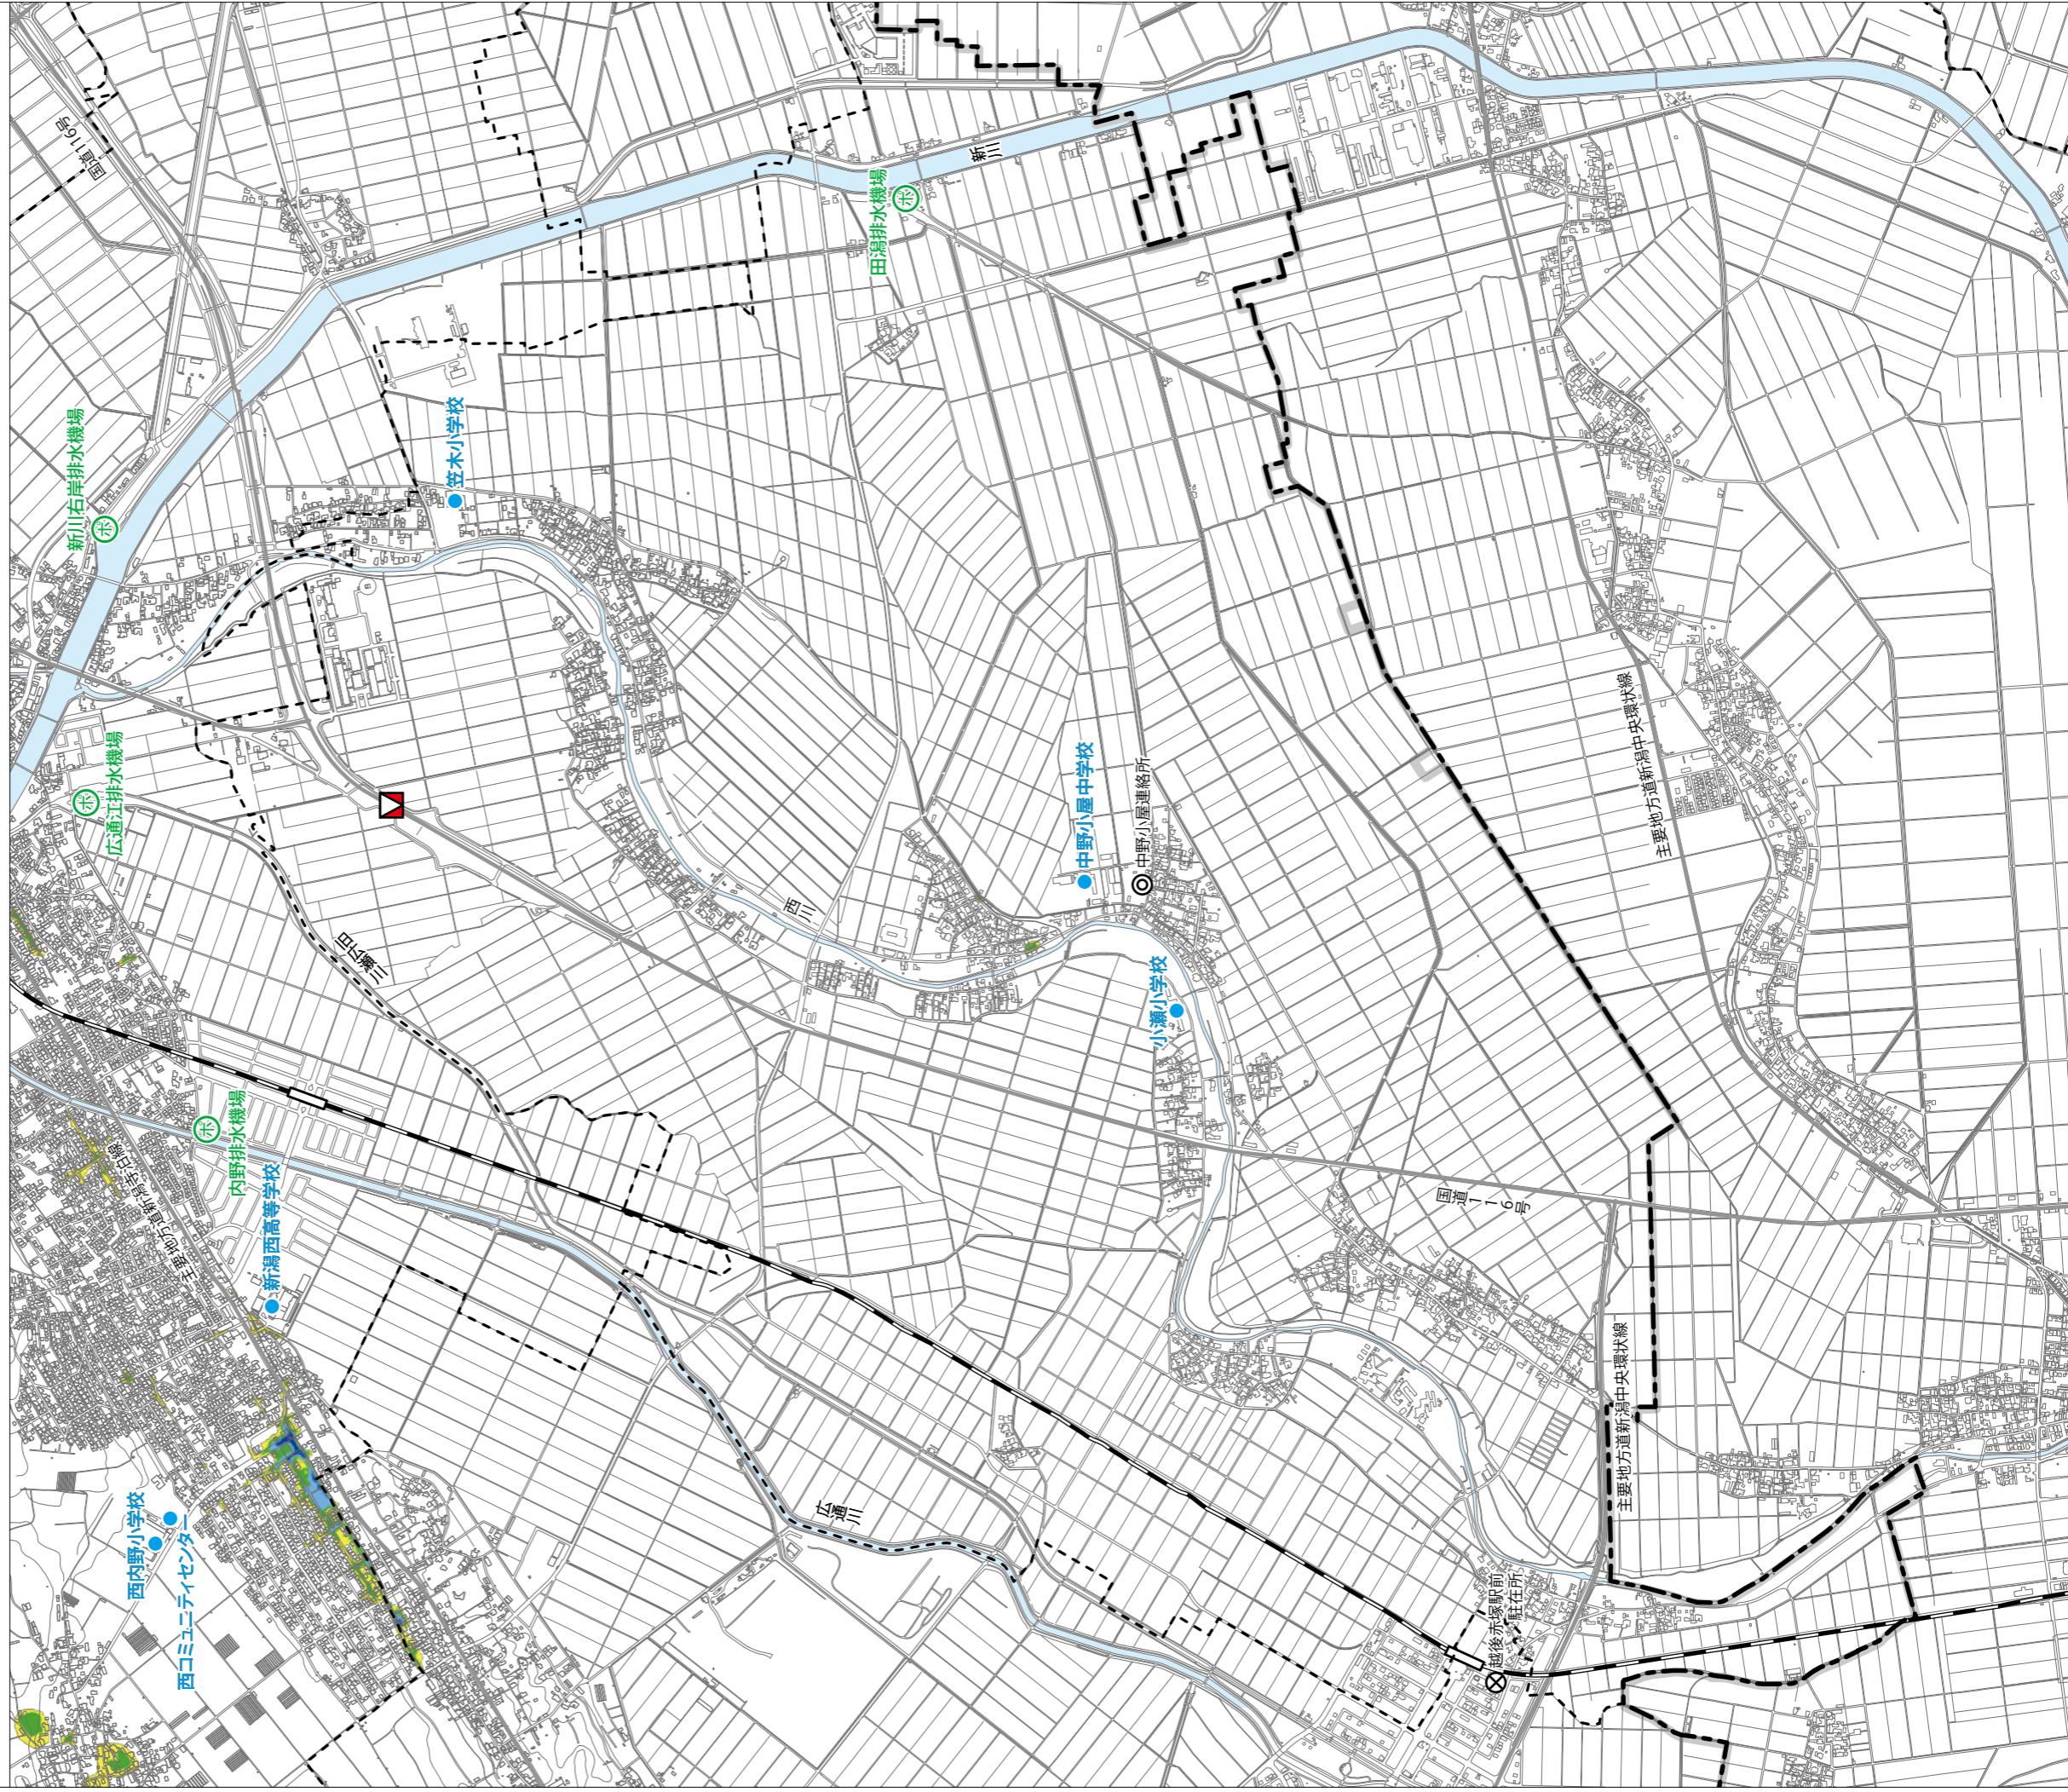 国道116号
新川
田潟排水機場
新川右岸排水機場
笠木小学校
広通江排水機場
主要地方道新潟中央環状線
中野小屋中学校
中野小屋連絡所
西川
旧広瀬川
小瀬小学校
内野排水機場
主要地方道新潟寺泊線
新潟西高等学校
国道116号
主要地方道新潟中央環状線
西内野小学校
西コミュニティセンター
広通川
越後赤塚駅前
駐在所
ホ
ホ
ホ
ホ